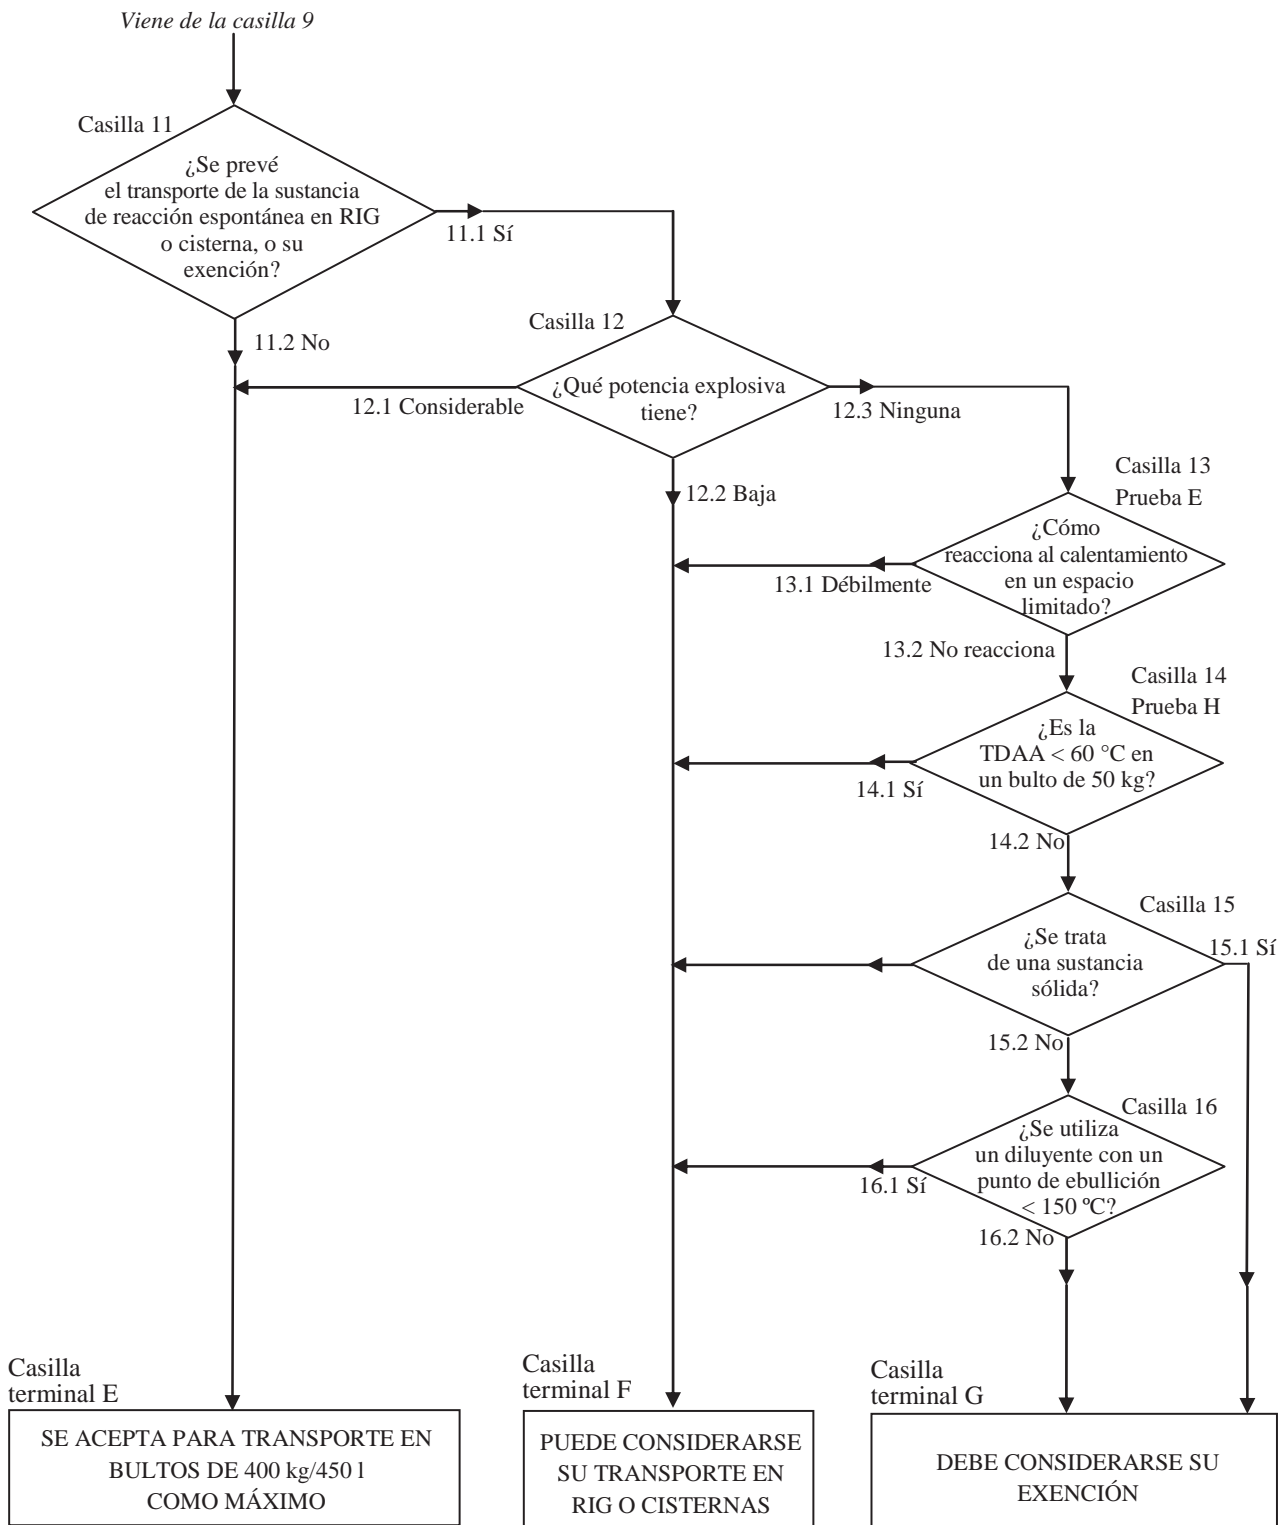 Viene de la casilla 9
Casilla 11
¿Se prevé
el transporte de la sustancia
de reacción espontánea en RIG
o cisterna, o su
exención?
11.1 Sí
11.2 No
Casilla 12
¿Qué potencia explosiva
tiene?
12.1 Considerable
12.3 Ninguna
12.2 Baja
Casilla 13
Prueba E
¿Cómo
reacciona al calentamiento
en un espacio
limitado?
13.1 Débilmente
13.2 No reacciona
Casilla 14
Prueba H
¿Es la
TDAA < 60 °C en
un bulto de 50 kg?
14.1 Sí
14.2 No
Casilla 15
¿Se trata
de una sustancia
sólida?
15.1 Sí
15.2 No
Casilla 16
¿Se utiliza
un diluyente con un
punto de ebullición
< 150 ºC?
16.1 Sí
16.2 No
Casilla
terminal E
SE ACEPTA PARA TRANSPORTE EN
BULTOS DE 400 kg/450 l
COMO MÁXIMO
Casilla
terminal F
PUEDE CONSIDERARSE
SU TRANSPORTE EN
RIG O CISTERNAS
Casilla
terminal G
DEBE CONSIDERARSE SU
EXENCIÓN